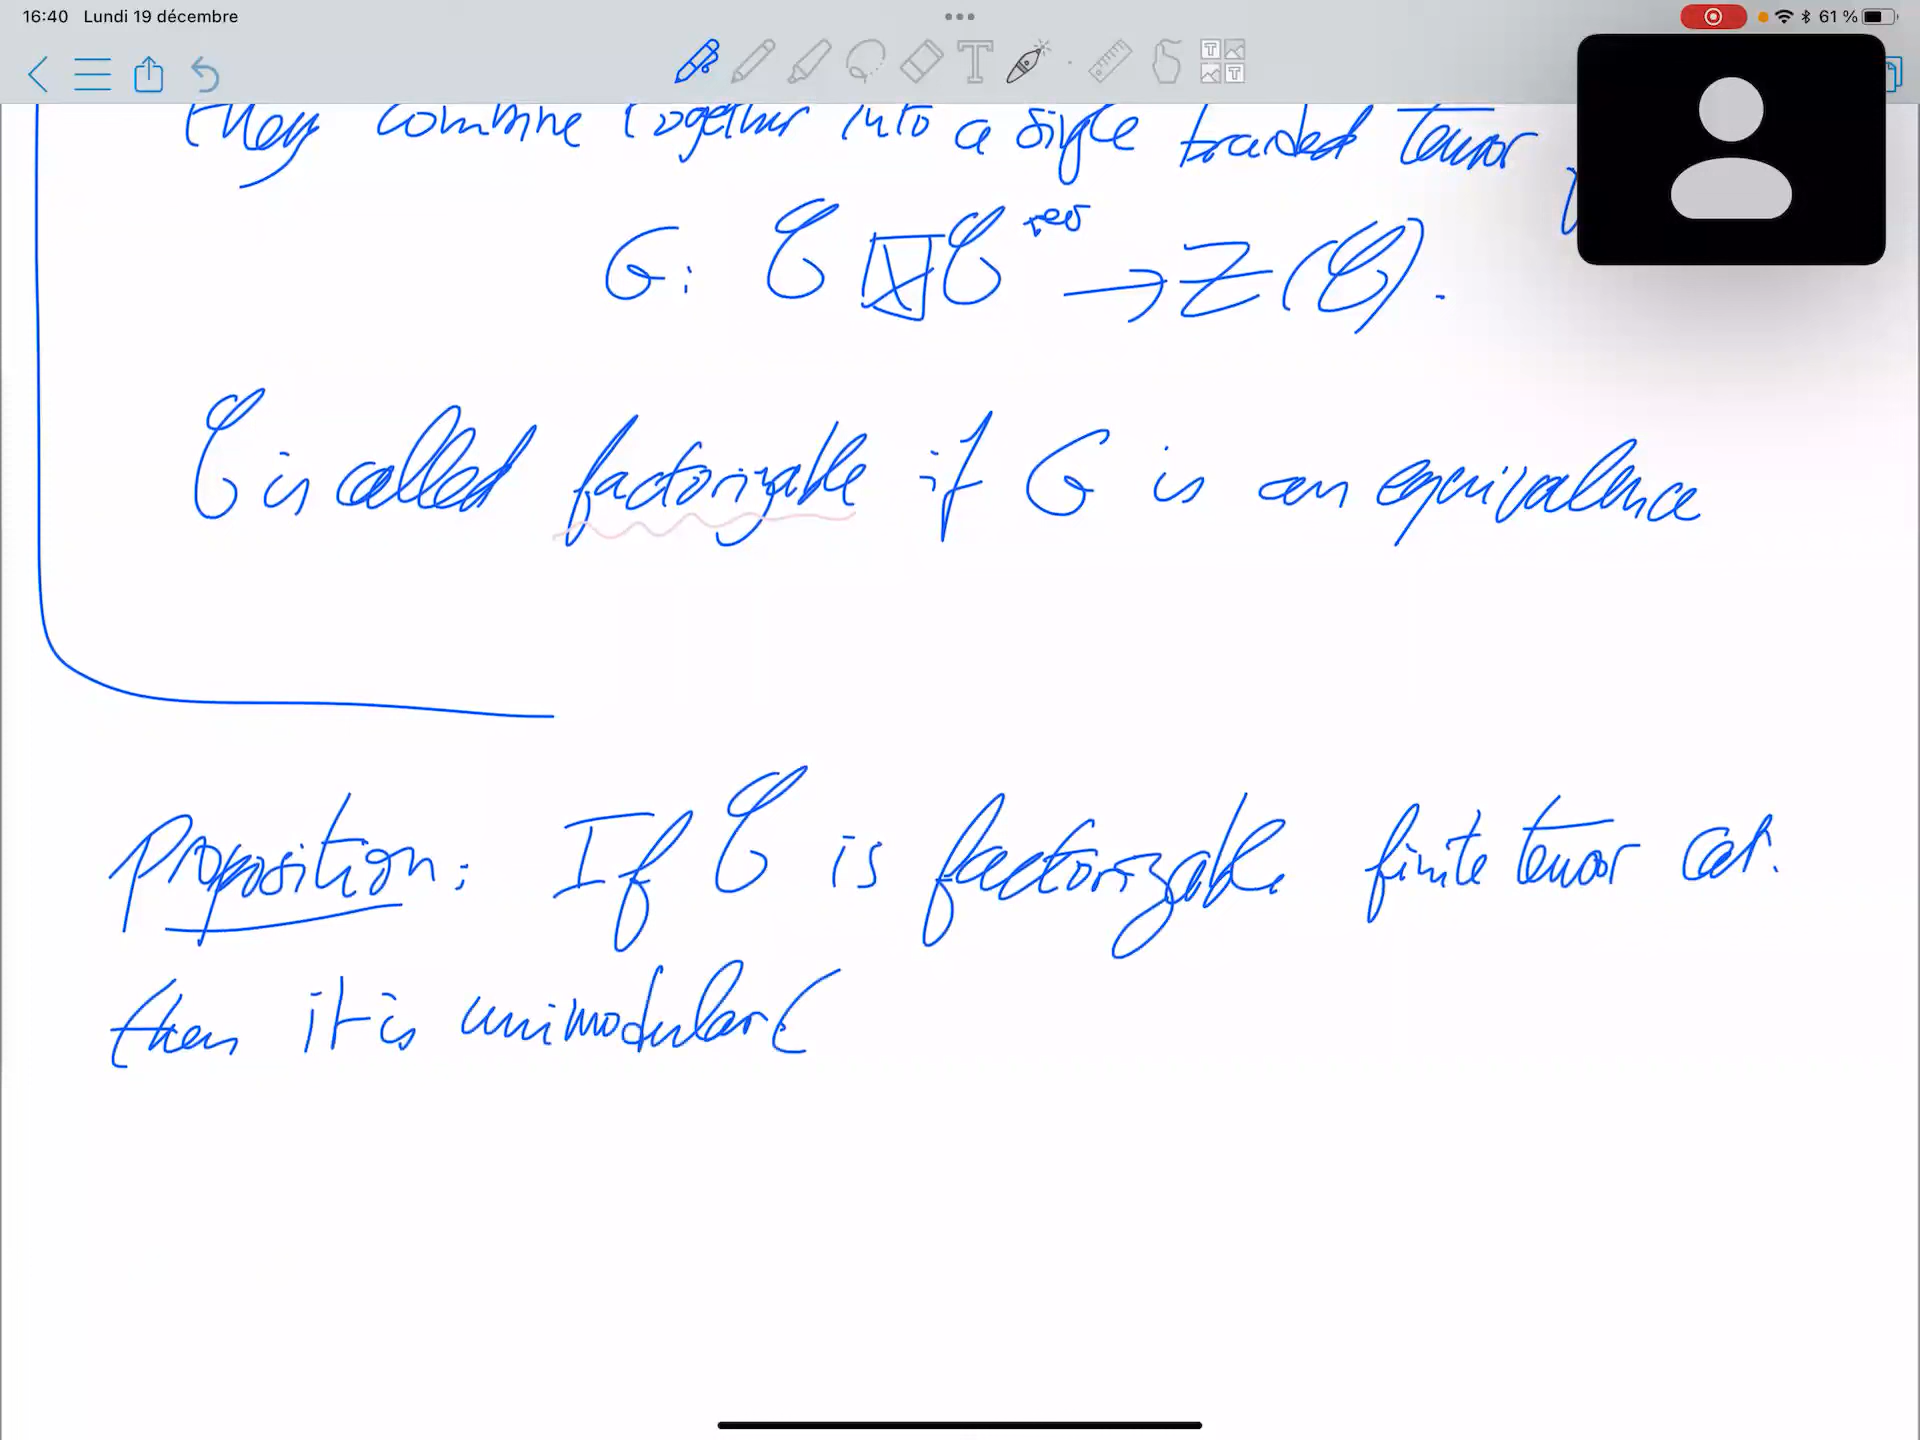 16:40 Lundi 19 décembre
61 %
they combine together into a single braided tensor
G: 𝒞 ⊠ 𝒞 rev → Z(𝒞).
𝒞 is called factorizable if G is an equivalence
Proposition: If 𝒞 is factorizable finite tensor cat.
then it is unimodular (